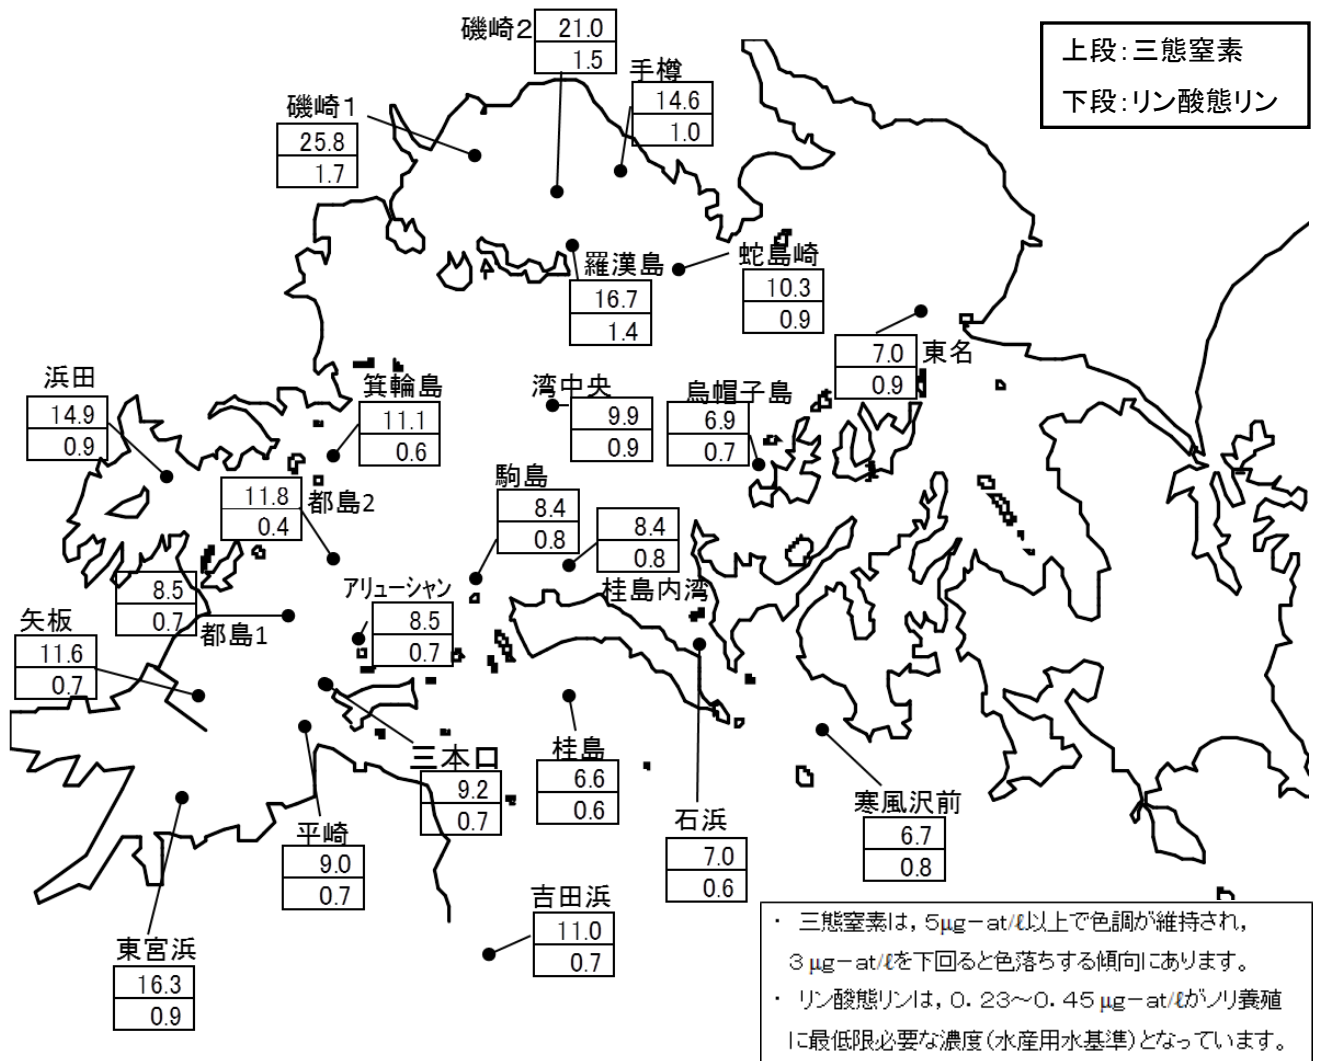 磯崎2
21.0
1.5
上段:三態窒素
下段:リン酸態リン
手樽
14.6
1.0
磯崎1
25.8
1.7
羅漢島
16.7
1.4
蛇島崎
10.3
0.9
東名
7.0
0.9
浜田
14.9
0.9
箕輪島
11.1
0.6
湾中央
9.9
0.9
烏帽子島
6.9
0.7
都島2
11.8
0.4
駒島
8.4
0.8
8.4
0.8
桂島内湾
8.5
0.7
都島1
アリューシャン
8.5
0.7
矢板
11.6
0.7
三本口
9.2
0.7
桂島
6.6
0.6
石浜
7.0
0.6
寒風沢前
6.7
0.8
平崎
9.0
0.7
吉田浜
11.0
0.7
東宮浜
16.3
0.9
・ 三態窒素は,5μg-at/ℓ以上で色調が維持され,
3μg-at/ℓを下回ると色落ちする傾向にあります。
・ リン酸態リンは,0.23~0.45μg-at/ℓがノリ養殖
に最低限必要な濃度(水産用水基準)となっています。